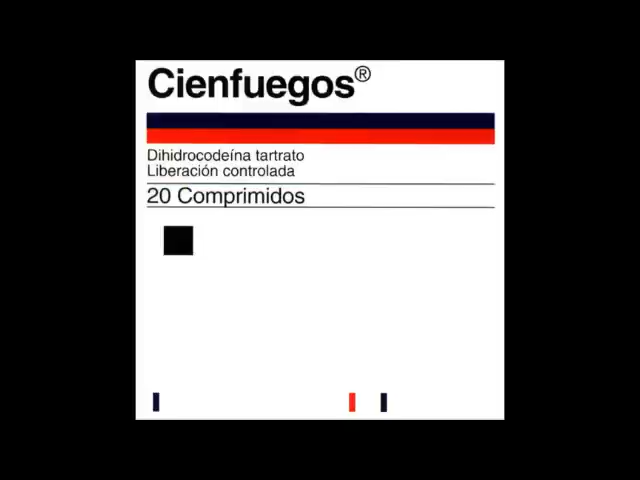 Cienfuegos®
Dihidrocodeína tartrato
Liberación controlada
20 Comprimidos